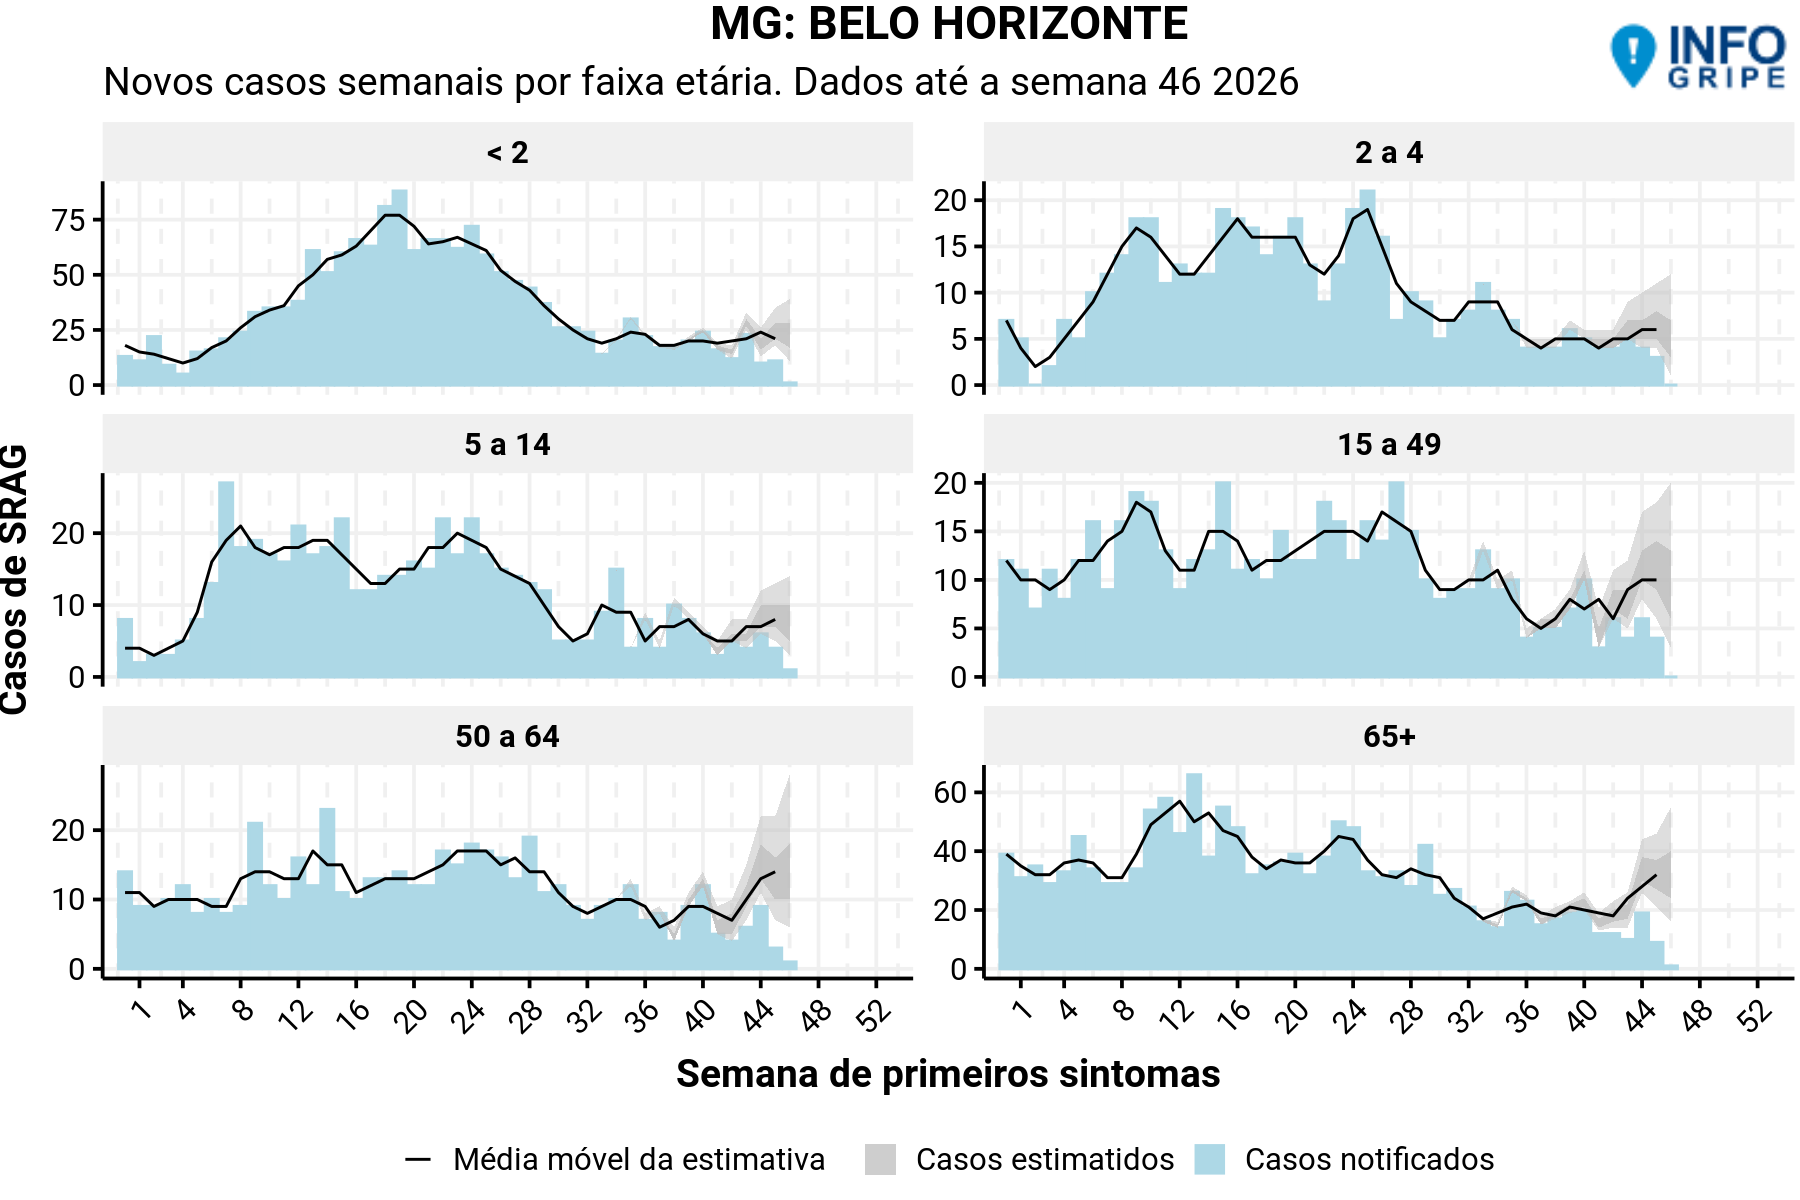 MG: BELO HORIZONTE
INFO
GRIPE
Novos casos semanais por faixa etária. Dados até a semana 46 2026
< 2
2 a 4
75
50
25
0
20
15
10
5
0
5 a 14
15 a 49
20
10
0
20
15
10
5
0
Casos de SRAG
50 a 64
65+
20
10
0
60
40
20
0
1 4 8 12 16 20 24 28 32 36 40 44 48 52
1 4 8 12 16 20 24 28 32 36 40 44 48 52
Semana de primeiros sintomas
Média móvel da estimativa Casos estimatidos Casos notificados